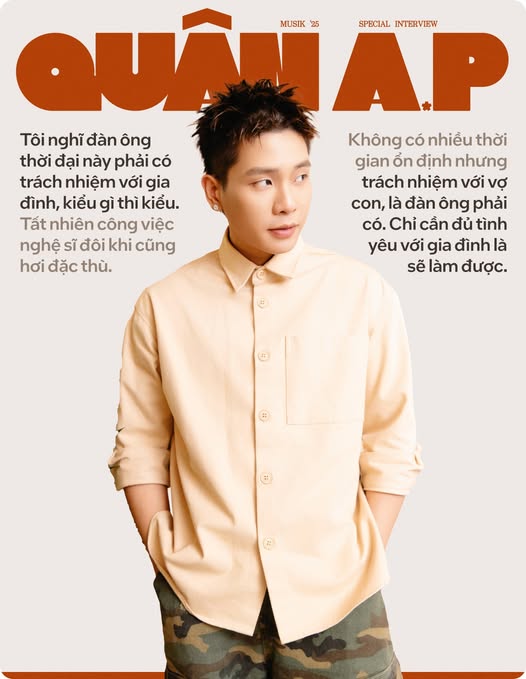 MUSIK '25
SPECIAL INTERVIEW
QUÂN A.P
Tôi nghĩ đàn ông
thời đại này phải có
trách nhiệm với gia
đình, kiểu gì thì kiểu.
Tất nhiên công việc
nghệ sĩ đôi khi cũng
hơi đặc thù.
Không có nhiều thời
gian ổn định nhưng
trách nhiệm với vợ
con, là đàn ông phải
có. Chỉ cần đủ tình
yêu với gia đình là
sẽ làm được.